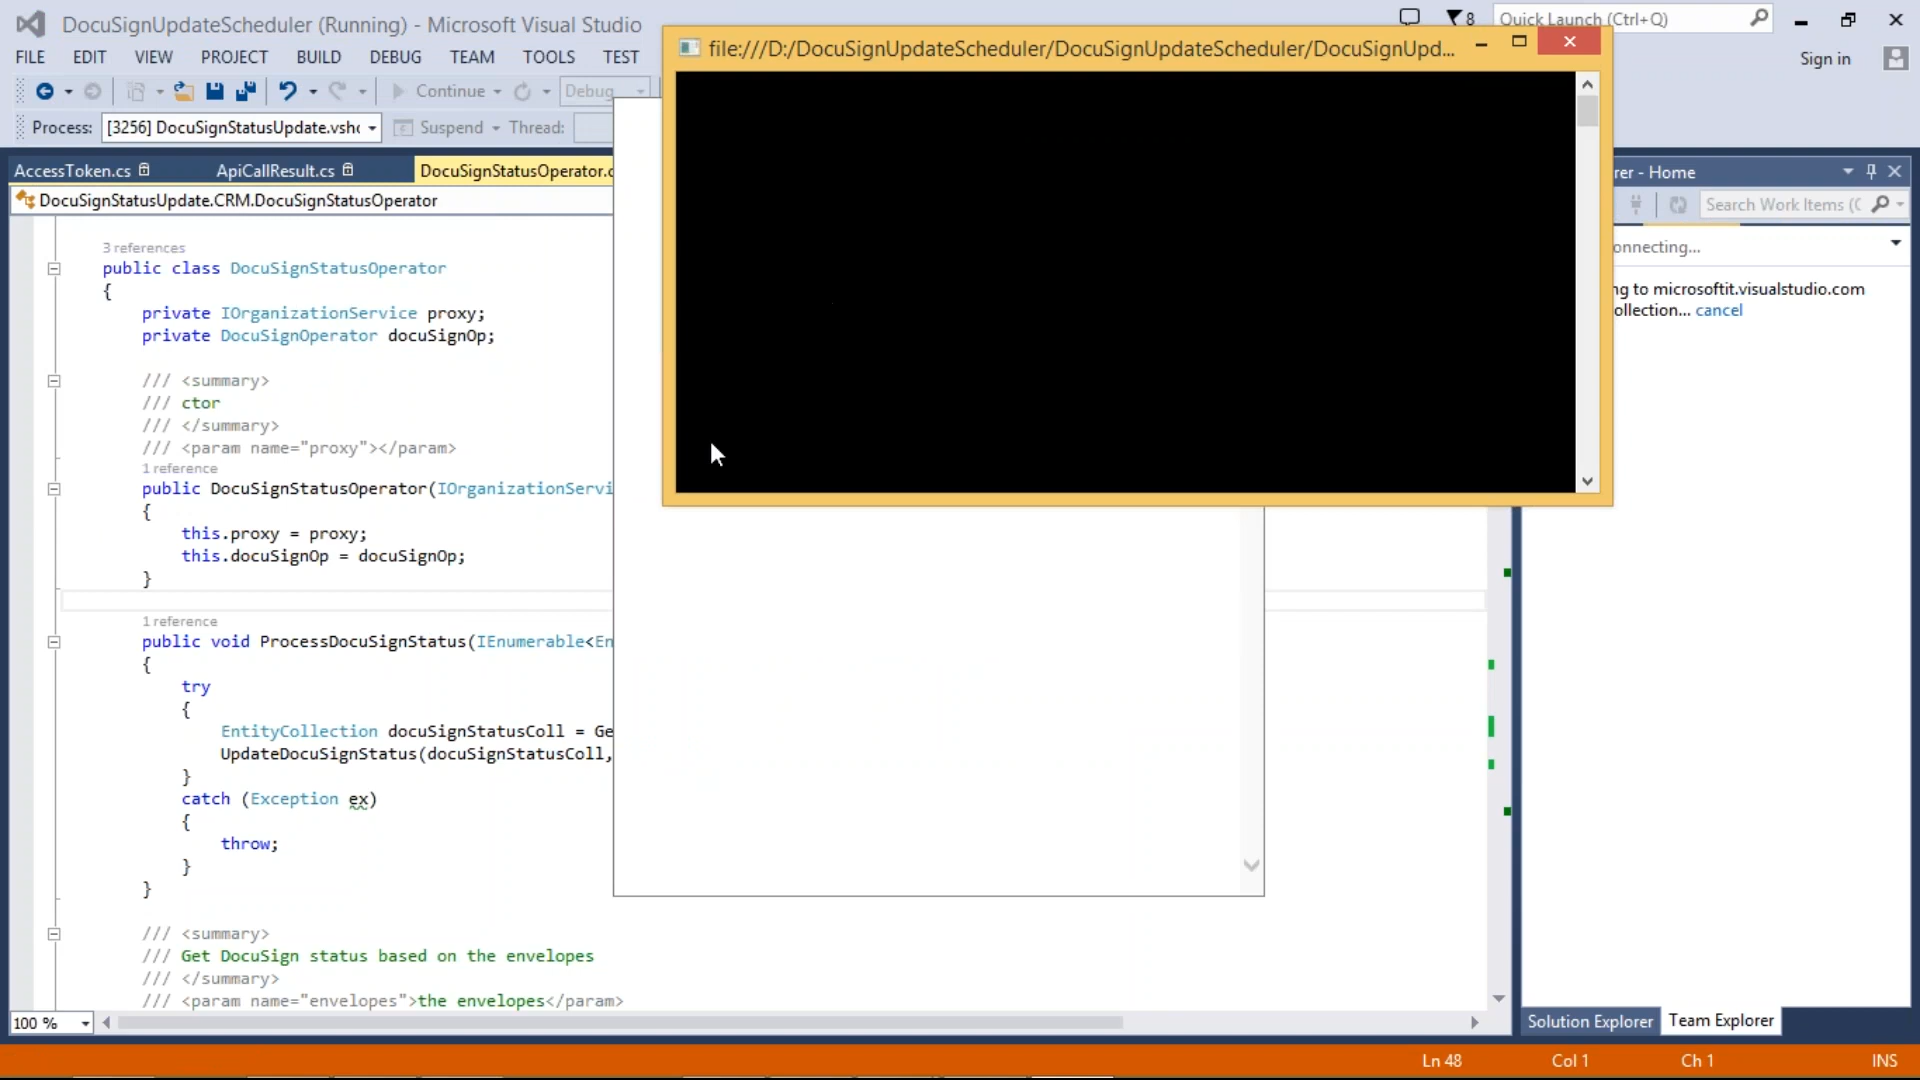 DocuSignUpdateScheduler (Running) - Microsoft Visual Studio
8
Quick Launch (Ctrl+Q)
file:///D:/DocuSignUpdateScheduler/DocuSignUpdateScheduler/DocuSignUpd...
FILE EDIT VIEW PROJECT BUILD DEBUG TEAM TOOLS TEST
Sign in
Continue
Debug
Process: [3256] DocuSignStatusUpdate.vsho
Suspend Thread:
AccessToken.cs ApiCallResult.cs DocuSignStatusOperator.c
rer - Home
DocuSignStatusUpdate.CRM.DocuSignStatusOperator
Search Work Items (C
onnecting...
ng to microsoftit.visualstudio.com
ollection... cancel
3 references
public class DocuSignStatusOperator
{
private IOrganizationService proxy;
private DocuSignOperator docuSignOp;
/// <summary>
/// ctor
/// </summary>
/// <param name="proxy"></param>
1 reference
public DocuSignStatusOperator(IOrganizationServi
{
this.proxy = proxy;
this.docuSignOp = docuSignOp;
}
1 reference
public void ProcessDocuSignStatus(IEnumerable<En
{
try
{
EntityCollection docuSignStatusColl = Ge
UpdateDocuSignStatus(docuSignStatusColl,
}
catch (Exception ex)
{
throw;
}
}
/// <summary>
/// Get DocuSign status based on the envelopes
/// </summary>
/// <param name="envelopes">the envelopes</param>
100 %
Solution Explorer Team Explorer
Ln 48 Col 1 Ch 1 INS